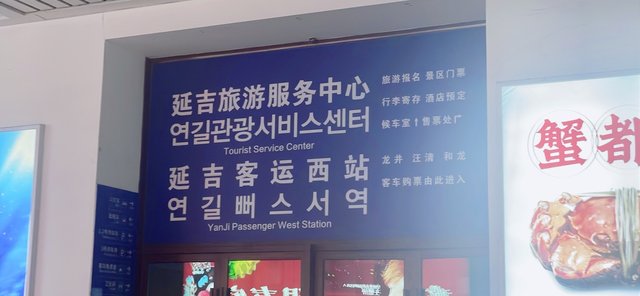 延吉旅游服务中心
연길관광서비스센터
Tourist Service Center
旅游报名 景区门票
行李寄存 酒店预定
候车室↑售票处厂
延吉客运西站
연길뻐스서역
YanJi Passenger West Station
龙井 汪清 和龙
客车购票由此进入
蟹都